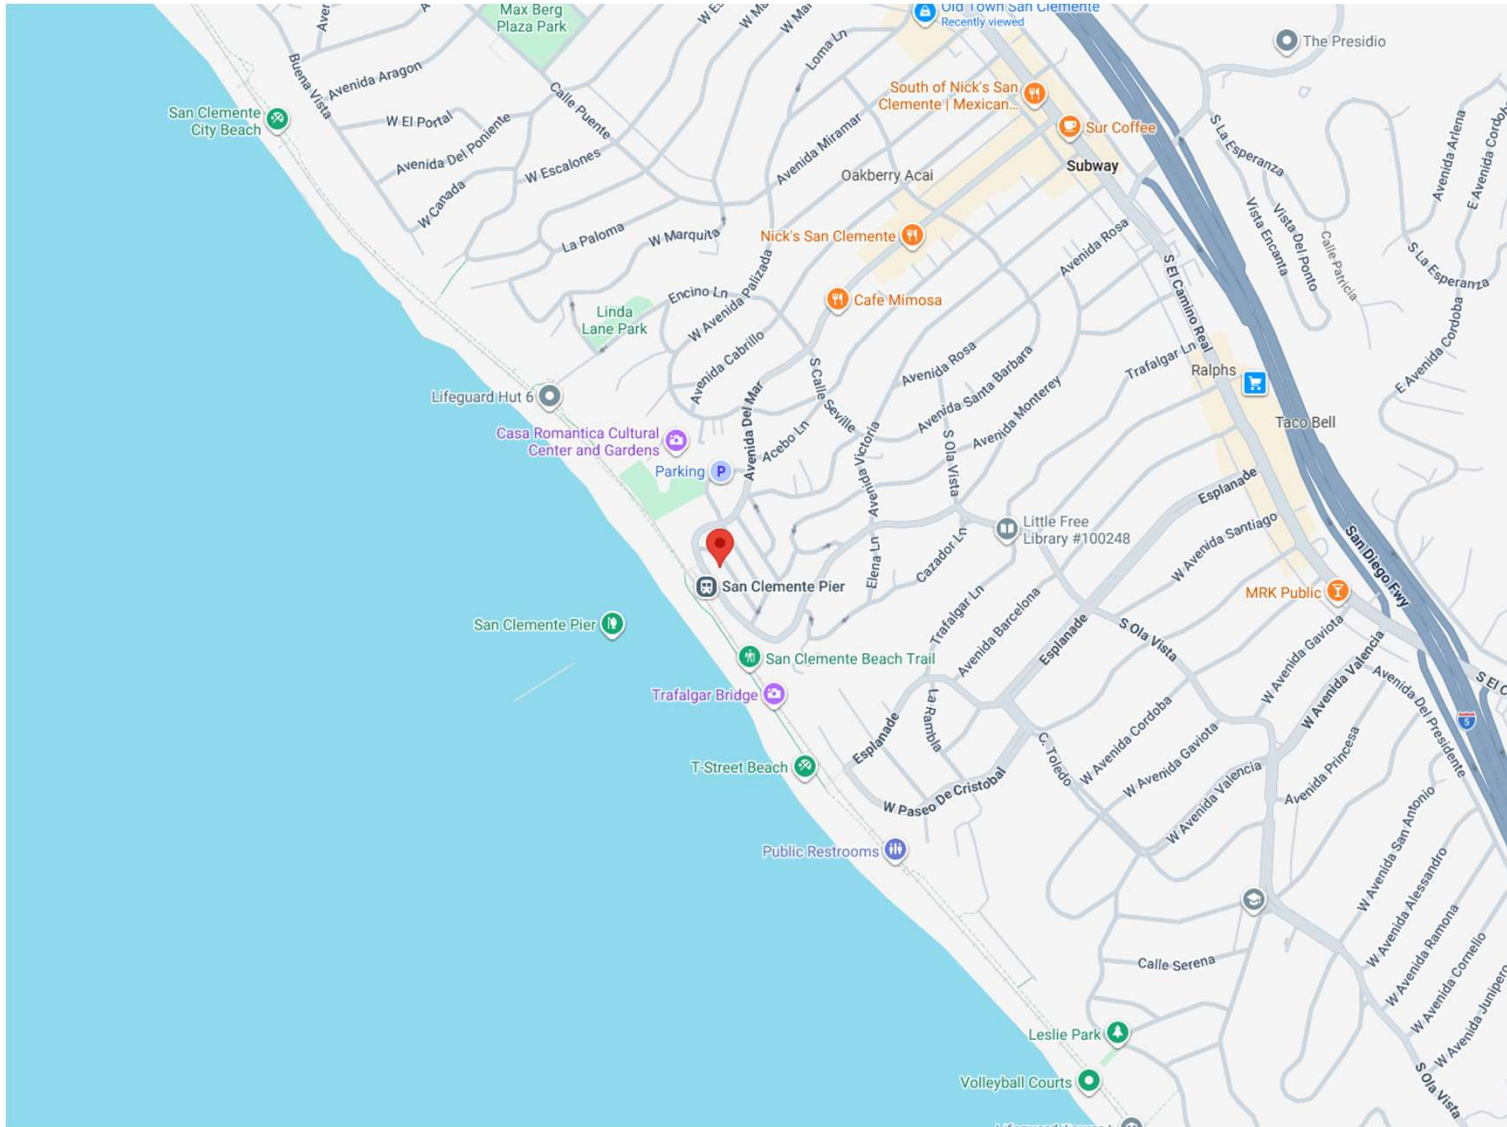 Max Berg
Plaza Park
Old Town San Clemente
Recently viewed
The Presidio
Loma Ln
Buena Vista
Avenida Aragon
South of Nick's San
Clemente | Mexican...
Calle Puente
San Clemente
City Beach
W El Portal
Avenida Del Poniente
Avenida Miramar
Sur Coffee
S La Esperanza
Avenida Arlena
Subway
W Escalones
Oakberry Acai
W Canada
Vista Encanta
Vista Del Ponto
Calle Patricia
La Paloma
W Marquita
Nick's San Clemente
Avenida Rosa
S La Esperanza
S El Camino Real
W Avenida Palizada
Encino Ln
Cafe Mimosa
Linda
Lane Park
E Avenida Cordoba
Avenida Cabrillo
Trafalgar Ln
Ralphs
Avenida Rosa
Avenida Santa Barbara
Avenida Monterey
S Calle Seville
Lifeguard Hut 6
Avenida Del Mar
Taco Bell
Casa Romantica Cultural
Center and Gardens
Acebo Ln
Avenida Victoria
S Ola Vista
Parking
P
Esplanade
Little Free
Library #100248
W Avenida Santiago
San Diego Fwy
Elena Ln
Cazador Ln
San Clemente Pier
MRK Public
Trafalgar Ln
Avenida Barcelona
San Clemente Pier
Esplanade
S Ola Vista
W Avenida Gaviota
W Avenida Valencia
San Clemente Beach Trail
Trafalgar Bridge
La Rambla
Avenida Del Presidente
5
Esplanade
C. Toledo
W Avenida Cordoba
W Avenida Gaviota
Avenida Princesa
T-Street Beach
W Paseo De Cristobal
W Avenida Valencia
W Avenida San Antonio
Public Restrooms
W Avenida Alessandro
W Avenida Ramona
W Avenida Cornelio
W Avenida Junipero
Calle Serena
Leslie Park
Volleyball Courts
S Ola Vista